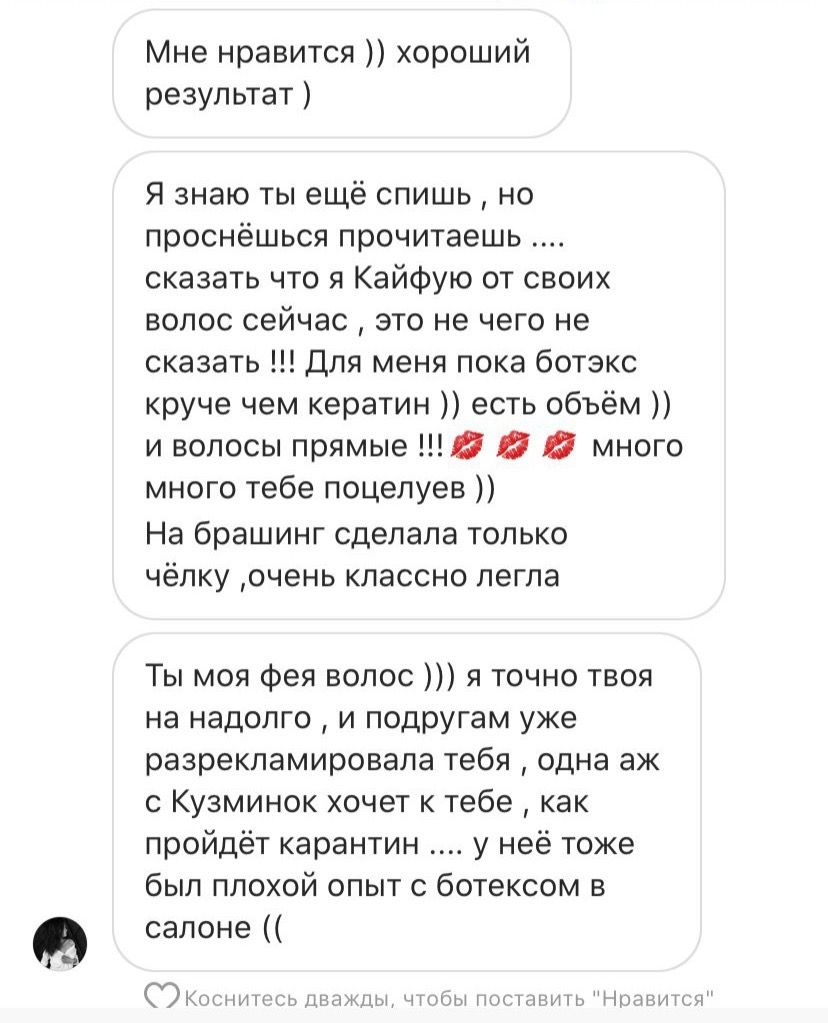 Мне нравится )) хороший
результат )
Я знаю ты ещё спишь , но
проснёшься прочитаешь ....
сказать что я Кайфую от своих
волос сейчас , это не чего не
сказать !!! Для меня пока ботэкс
круче чем кератин )) есть объём ))
и волосы прямые !!!💋 💋 💋 много
много тебе поцелуев ))
На брашинг сделала только
чёлку ,очень классно легла
Ты моя фея волос ))) я точно твоя
на надолго , и подругам уже
разрекламировала тебя , одна аж
с Кузминок хочет к тебе , как
пройдёт карантин .... у неё тоже
был плохой опыт с ботексом в
салоне ((
Коснитесь дважды, чтобы поставить "Нравится"